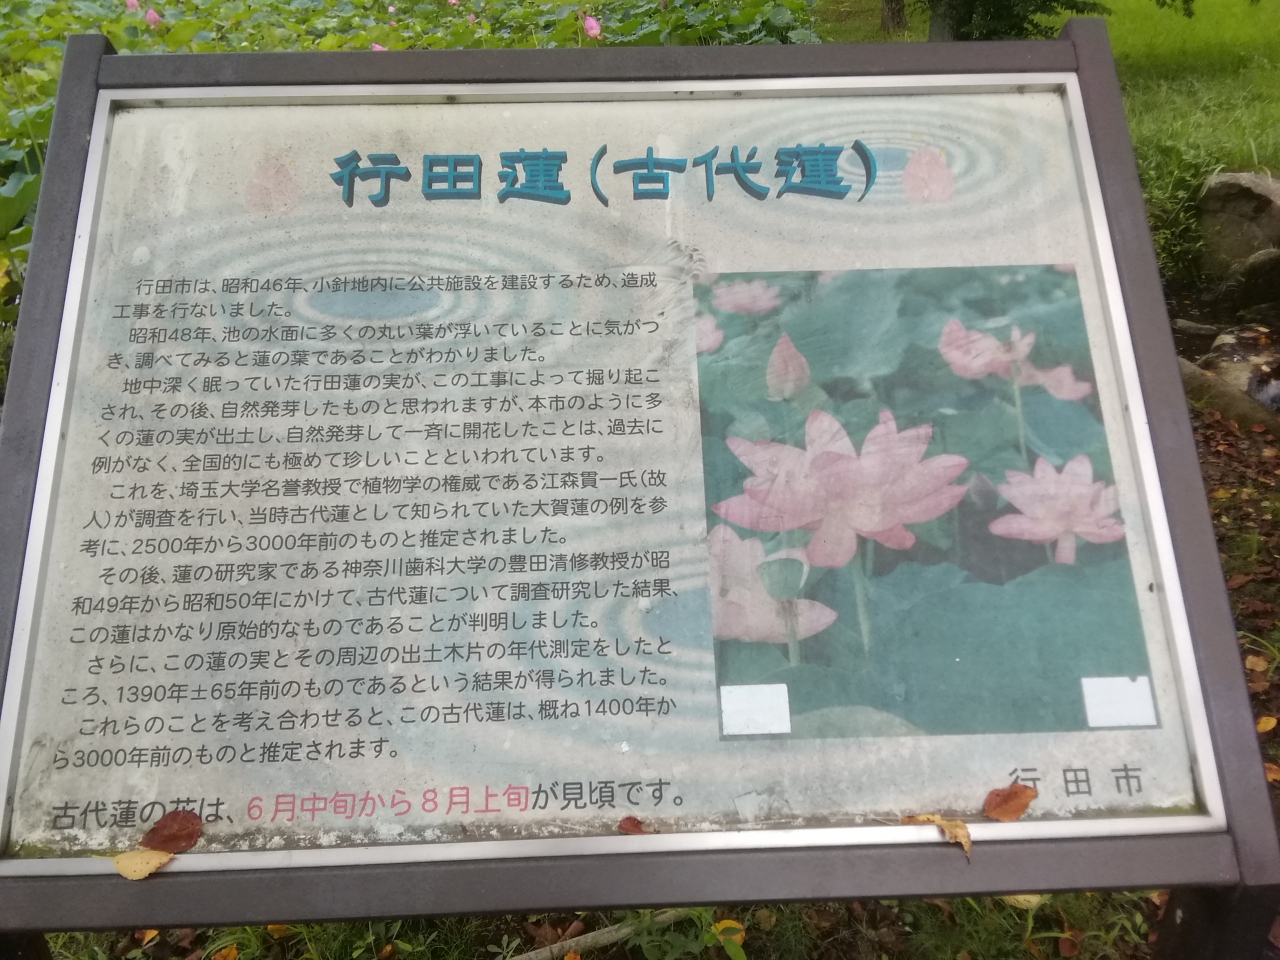 行田蓮(古代蓮)
行田市は、昭和46年、小針地内に公共施設を建設するため、造成
工事を行ないました。
昭和48年、池の水面に多くの丸い葉が浮いていることに気がつ
き、調べてみると蓮の葉であることがわかりました。
地中深く眠っていた行田蓮の実が、この工事によって掘り起こ
され、その後、自然発芽したものと思われますが、本市のように多
くの蓮の実が出土し、自然発芽して一斉に開花したことは、過去に
例がなく、全国的にも極めて珍しいことといわれています。
これを、埼玉大学名誉教授で植物学の権威である江森貫一氏(故
人)が調査を行い、当時古代蓮として知られていた大賀蓮の例を参
考に、2500年から3000年前のものと推定されました。
その後、蓮の研究家である神奈川歯科大学の豊田清修教授が昭
和49年から昭和50年にかけて、古代蓮について調査研究した結果、
この蓮はかなり原始的なものであることが判明しました。
さらに、この蓮の実とその周辺の出土木片の年代測定をしたと
ころ、1390年±65年前のものであるという結果が得られました。
これらのことを考え合わせると、この古代蓮は、概ね1400年か
ら3000年前のものと推定されます。
古代蓮の花は、6月中旬から8月上旬が見頃です。
行田市